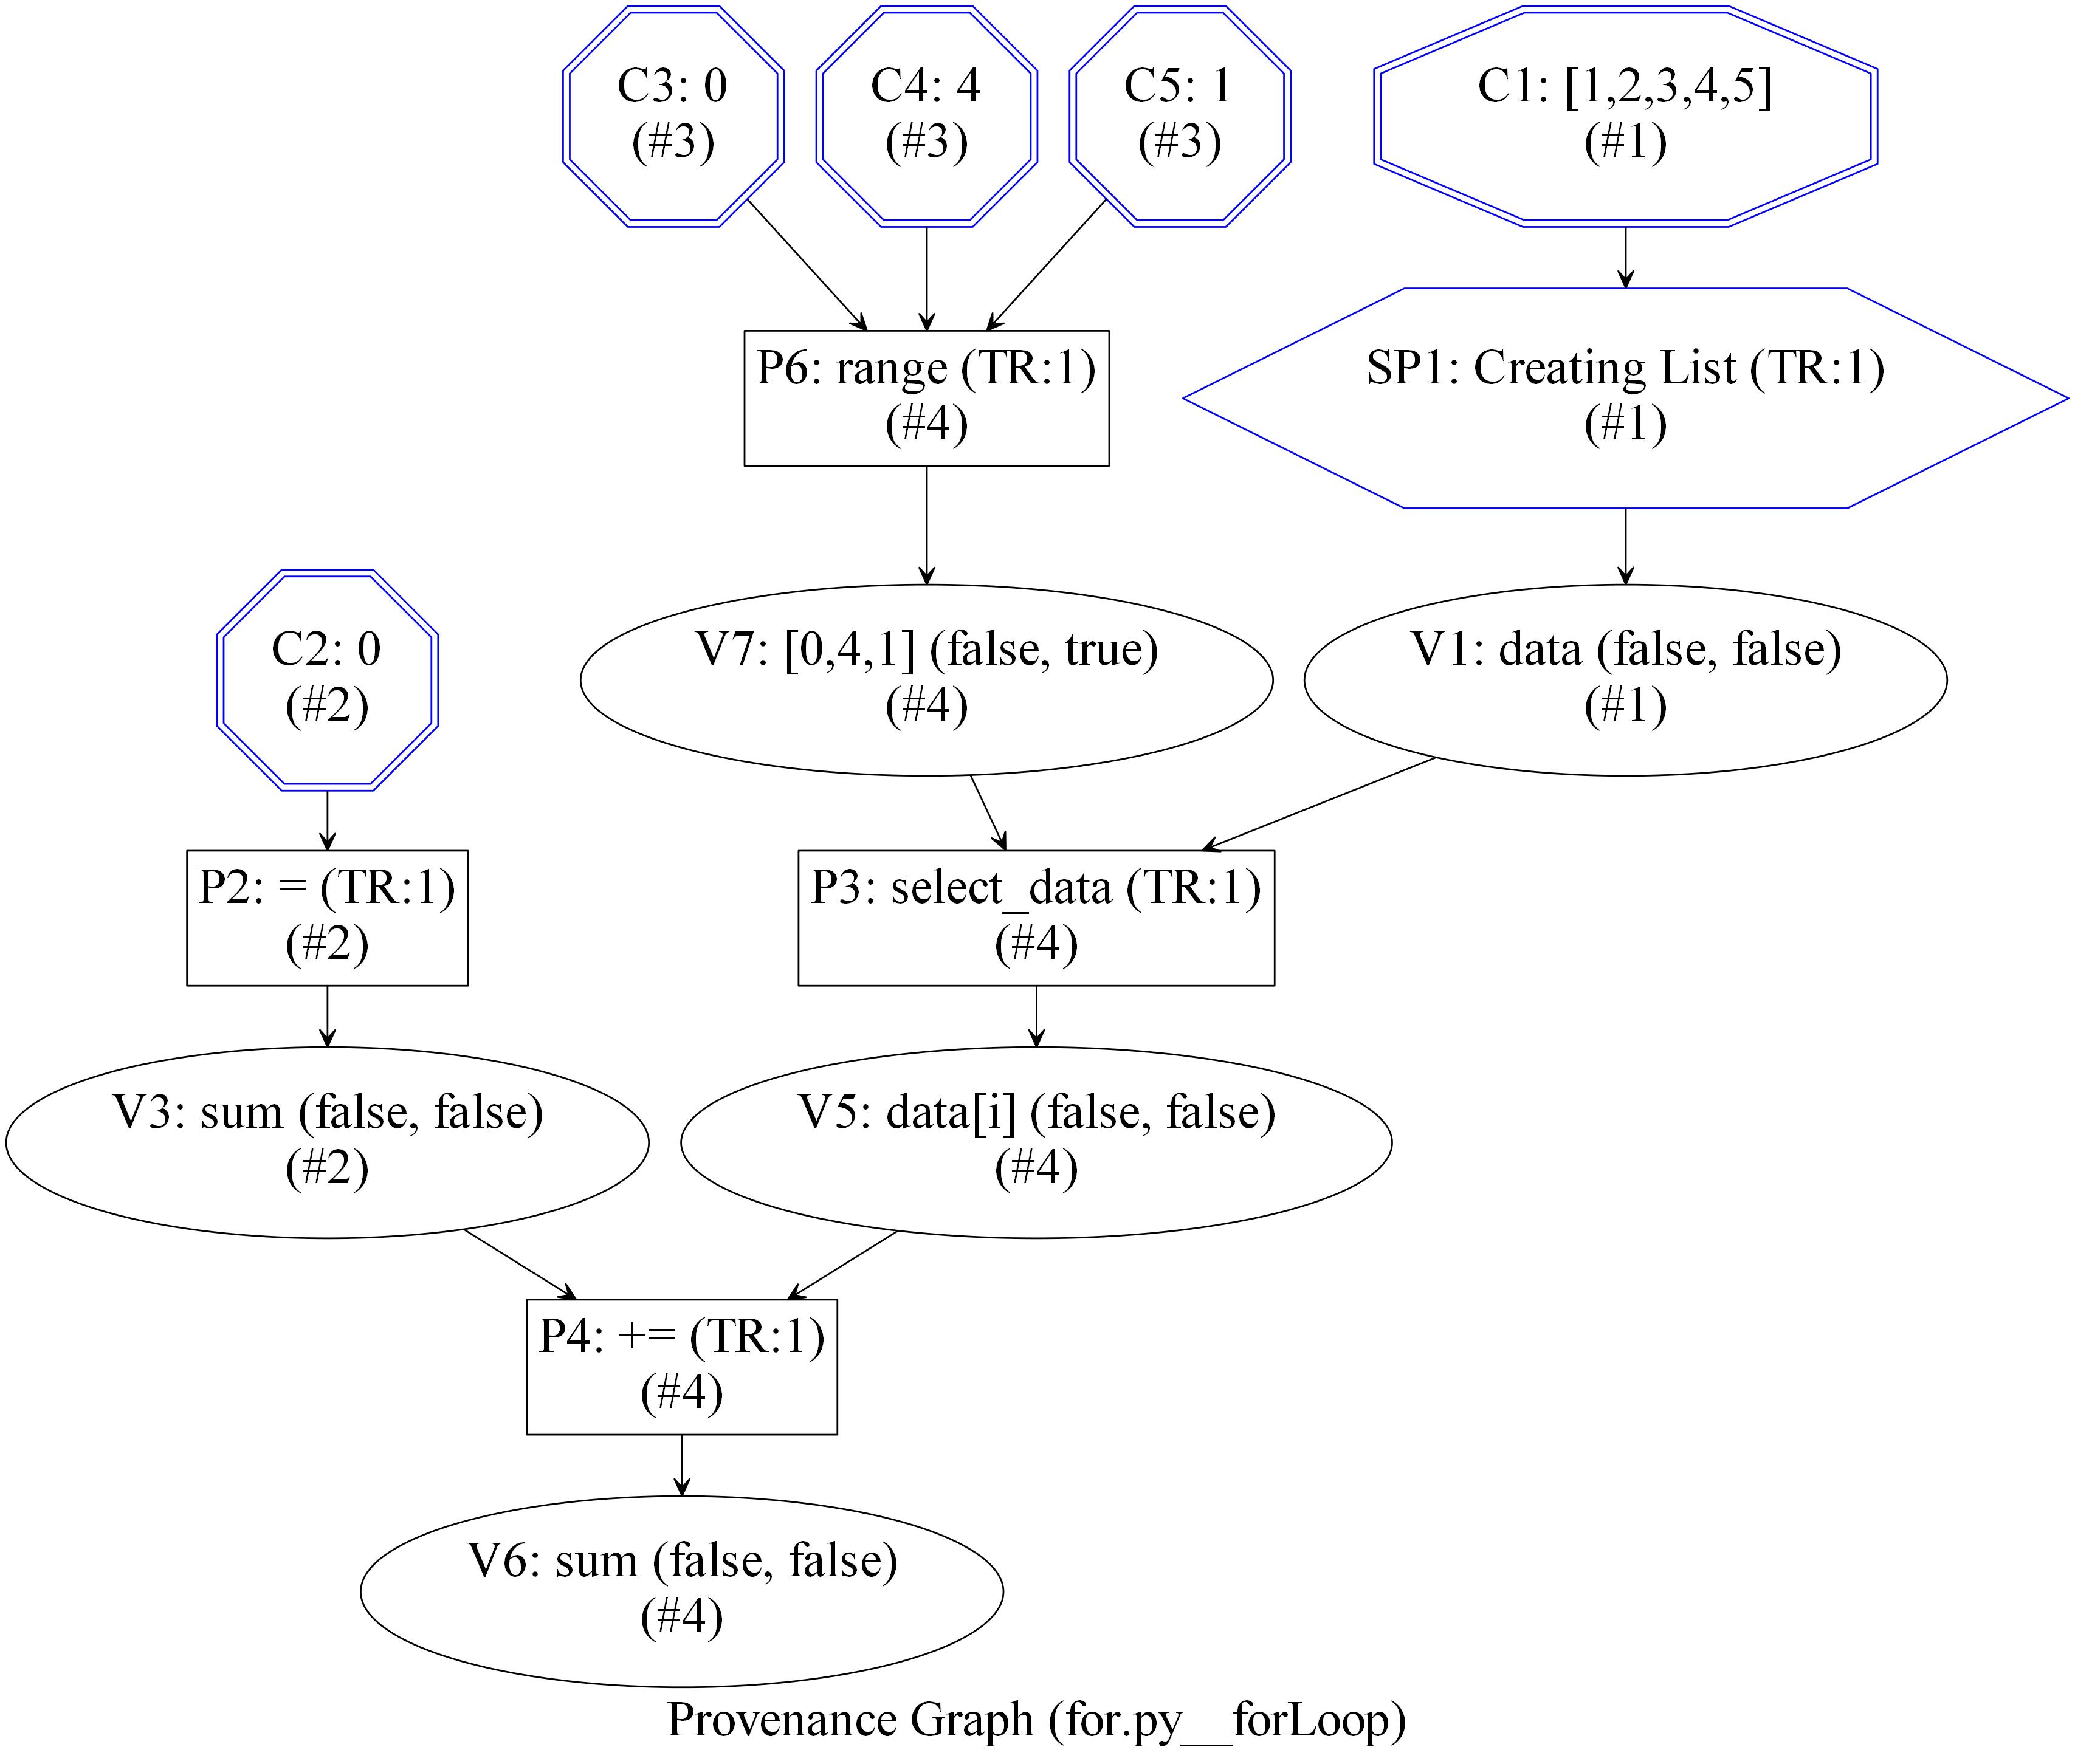 C3: 0
(#3)
C4: 4
(#3)
C5: 1
(#3)
C1: [1,2,3,4,5]
(#1)
P6: range (TR:1)
(#4)
SP1: Creating List (TR:1)
(#1)
C2: 0
(#2)
V7: [0,4,1] (false, true)
(#4)
V1: data (false, false)
(#1)
P2: = (TR:1)
(#2)
P3: select_data (TR:1)
(#4)
V3: sum (false, false)
(#2)
V5: data[i] (false, false)
(#4)
P4: += (TR:1)
(#4)
V6: sum (false, false)
(#4)
Provenance Graph (for.py__forLoop)